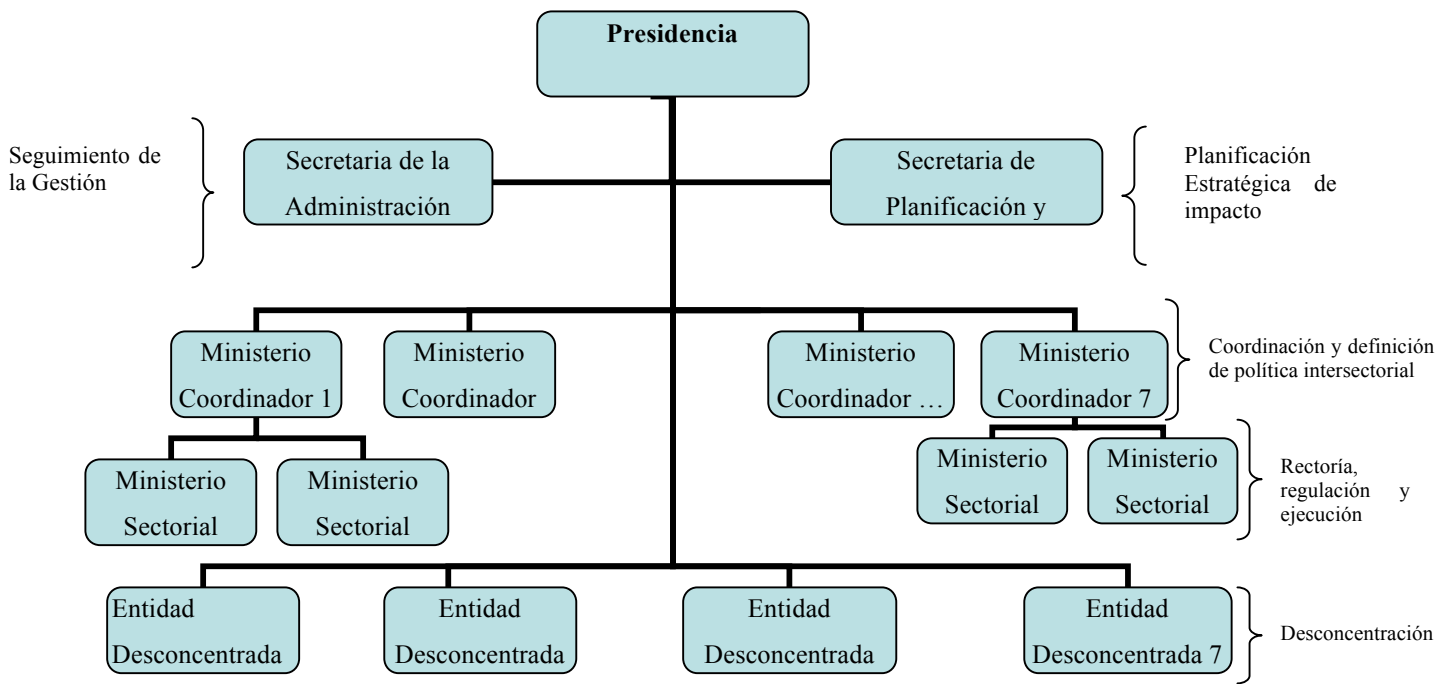 Presidencia
Seguimiento de
la Gestión
Secretaria de la
Administración
Secretaria de
Planificación y
Planificación
Estratégica de
impacto
Ministerio
Coordinador 1
Ministerio
Coordinador
Ministerio
Coordinador …
Ministerio
Coordinador 7
Coordinación y definición
de política intersectorial
Ministerio
Sectorial
Ministerio
Sectorial
Ministerio
Sectorial
Ministerio
Sectorial
Rectoría,
regulación y
ejecución
Entidad
Desconcentrada
Entidad
Desconcentrada
Entidad
Desconcentrada
Entidad
Desconcentrada 7
Desconcentración